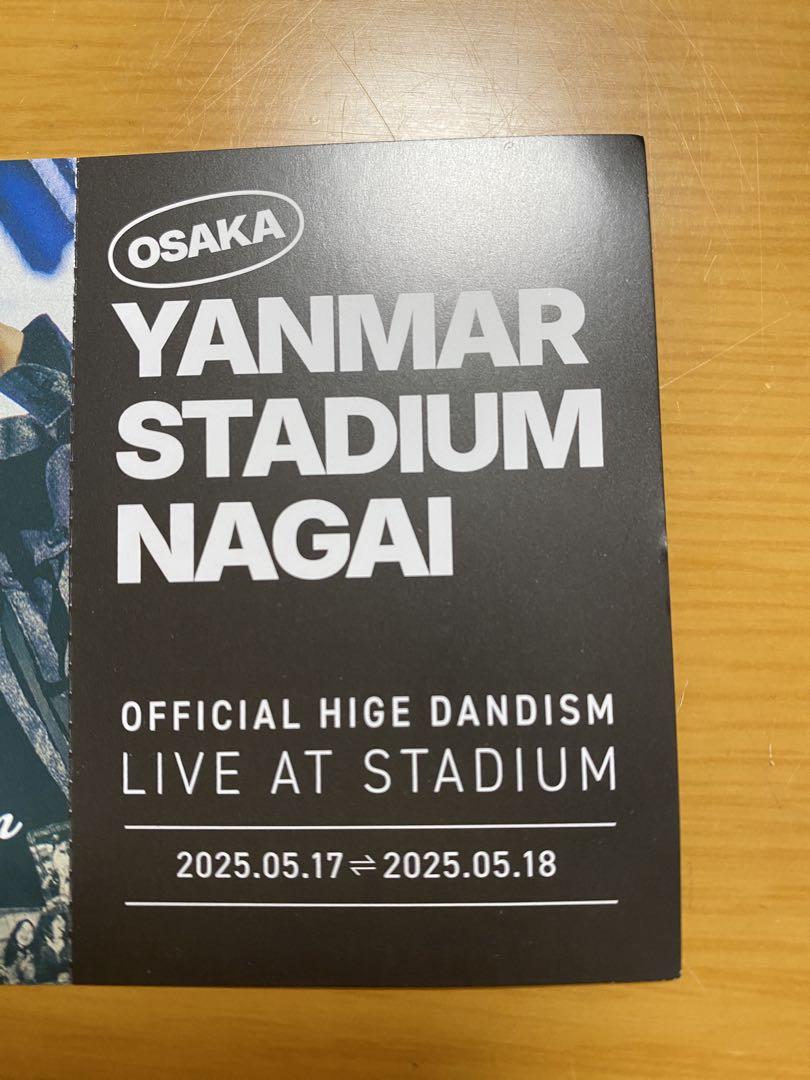 OSAKA
YANMAR
STADIUM
NAGAI
OFFICIAL HIGE DANDISM
LIVE AT STADIUM
2025.05.17⇌2025.05.18